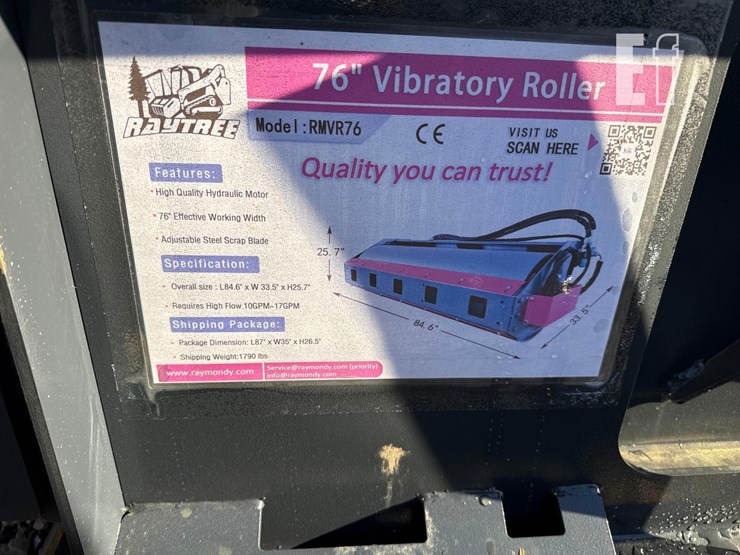 76" Vibratory Roller
RAYTREE
Model:RMVR76
CE
VISIT US
SCAN HERE
Quality you can trust!
Features:
· High Quality Hydraulic Motor
· 76" Effective Working Width
· Adjustable Steel Scrap Blade
Specification:
· Overall size : L84.6" x W 33.5" x H25.7"
· Requires High Flow 10GPM~17GPM
Shipping Package:
· Package Dimension: L87" x W35" x H26.5"
· Shipping Weight:1790 lbs
25.7"
84.6"
33.5"
www.raymondy.com
Service@raymondy.com (priority)
info@raymondy.com